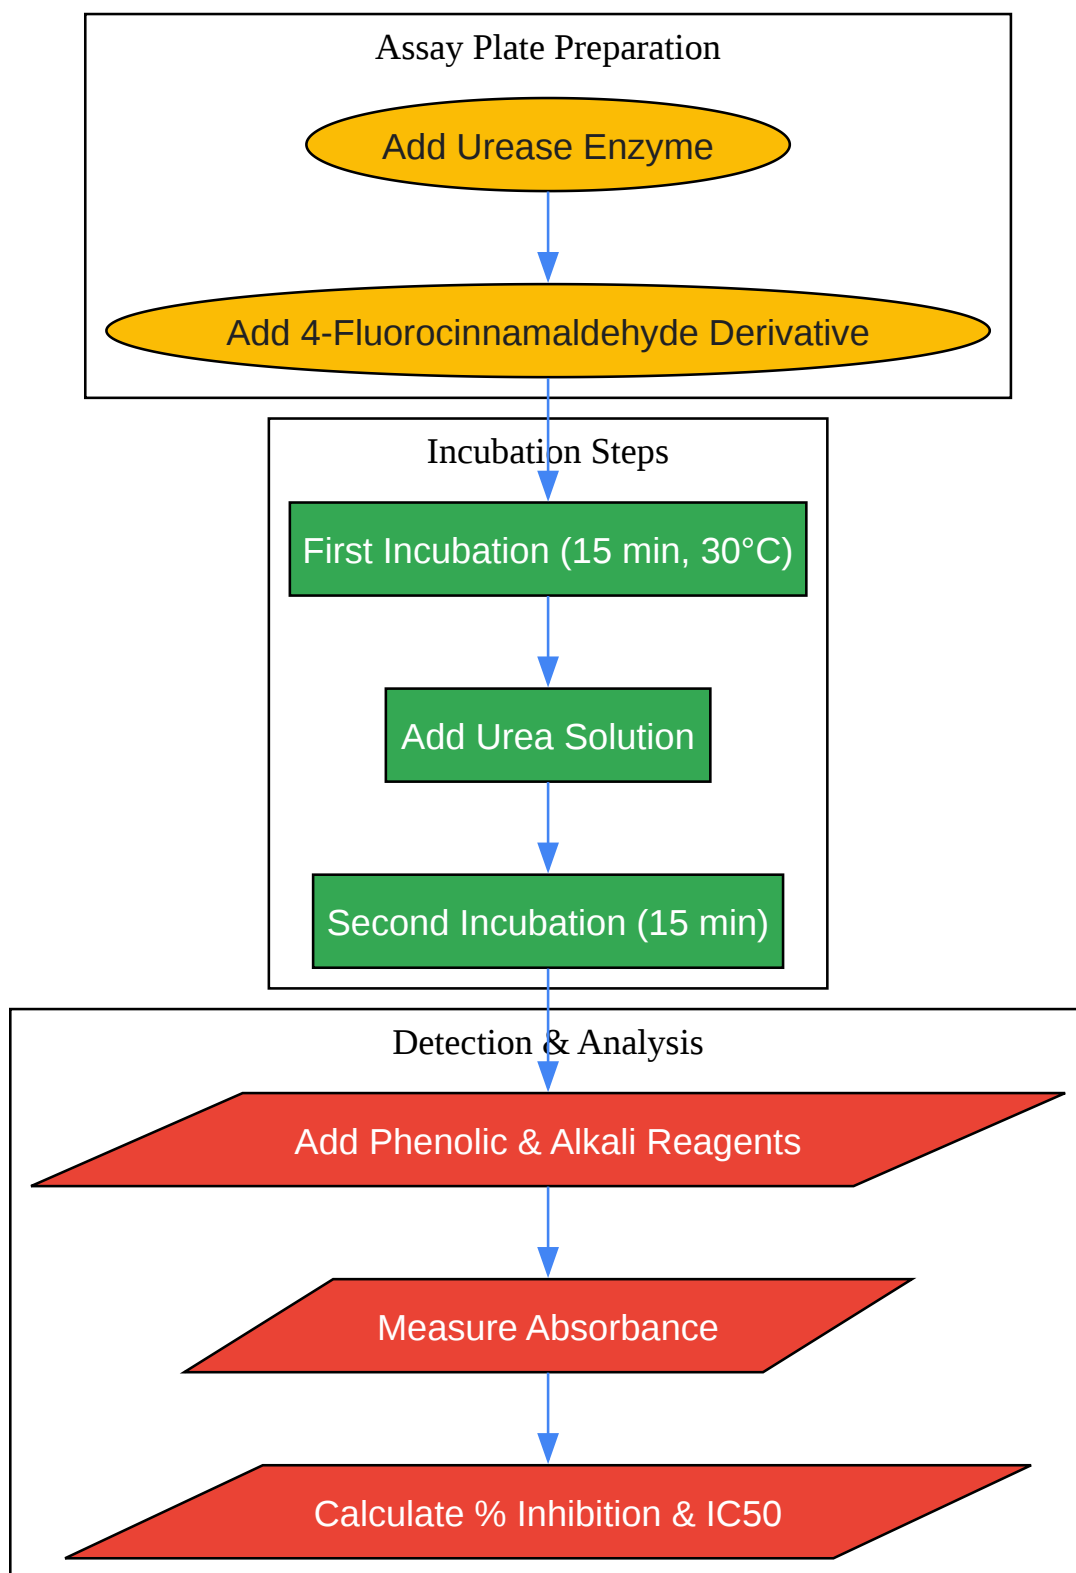 Assay Plate Preparation
Add Urease Enzyme
Add 4-Fluorocinnamaldehyde Derivative
Incubation Steps
First Incubation (15 min, 30°C)
Add Urea Solution
Second Incubation (15 min)
Detection & Analysis
Add Phenolic & Alkali Reagents
Measure Absorbance
Calculate % Inhibition & IC50